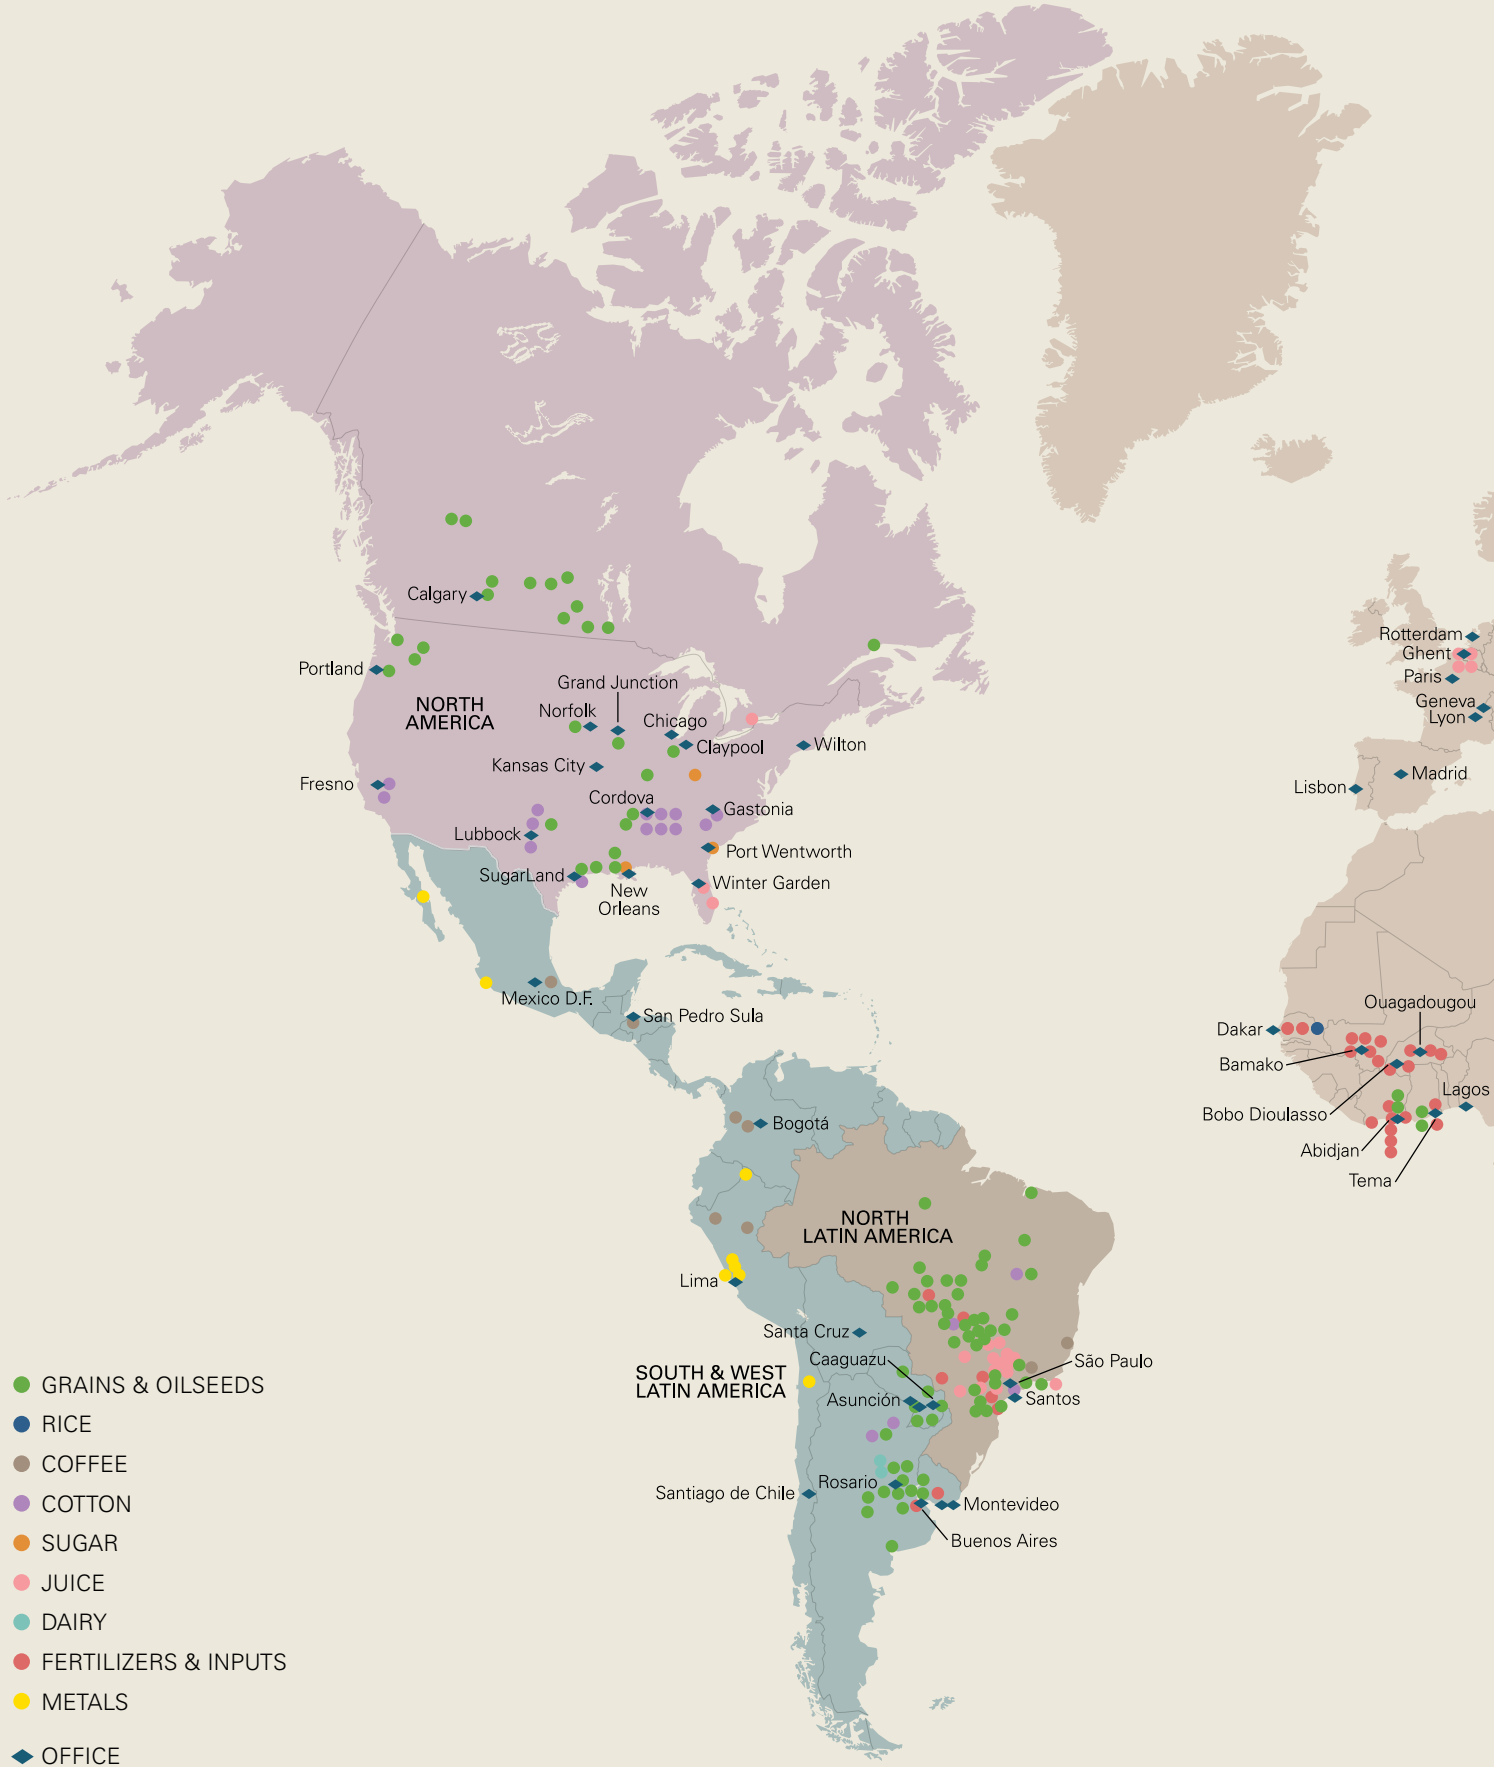 Calgary
Portland
NORTH
AMERICA
Grand Junction
Norfolk
Chicago
Claypool
Wilton
Kansas City
Fresno
Cordova
Gastonia
Lubbock
Port Wentworth
SugarLand
Winter Garden
New
Orleans
Mexico D.F.
San Pedro Sula
Bogotá
NORTH
LATIN AMERICA
Lima
Santa Cruz
SOUTH & WEST
LATIN AMERICA
Caaguazu
São Paulo
Asunción
Santos
Rosario
Santiago de Chile
Montevideo
Buenos Aires
Rotterdam
Ghent
Paris
Geneva
Lyon
Madrid
Lisbon
Ouagadougou
Dakar
Bamako
Lagos
Bobo Dioulasso
Abidjan
Tema
GRAINS & OILSEEDS
RICE
COFFEE
COTTON
SUGAR
JUICE
DAIRY
FERTILIZERS & INPUTS
METALS
OFFICE